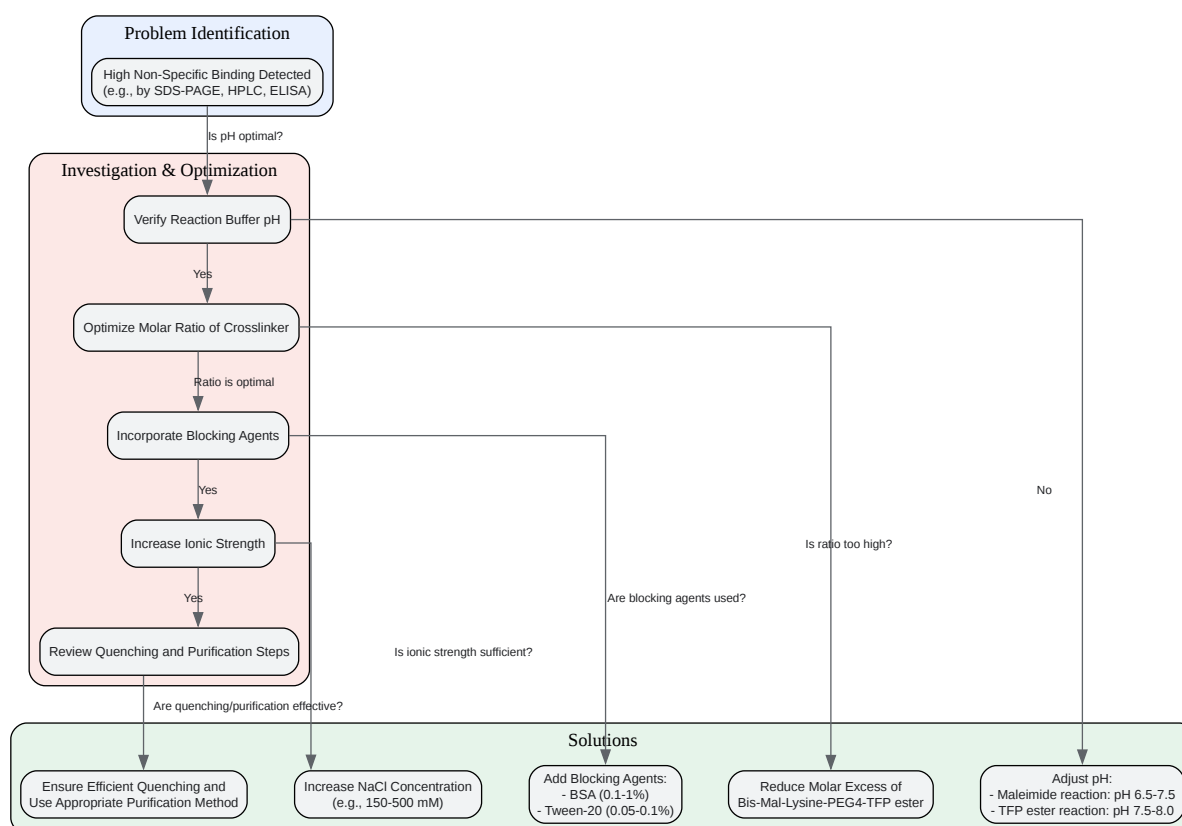 Problem Identification
High Non-Specific Binding Detected
(e.g., by SDS-PAGE, HPLC, ELISA)
Is pH optimal?
Investigation & Optimization
Verify Reaction Buffer pH
Yes
Optimize Molar Ratio of Crosslinker
Ratio is optimal
Incorporate Blocking Agents
Yes
No
Increase Ionic Strength
Is ratio too high?
Yes
Are blocking agents used?
Review Quenching and Purification Steps
Is ionic strength sufficient?
Are quenching/purification effective?
Solutions
Ensure Efficient Quenching and
Use Appropriate Purification Method
Increase NaCl Concentration
(e.g., 150-500 mM)
Add Blocking Agents:
- BSA (0.1-1%)
- Tween-20 (0.05-0.1%)
Reduce Molar Excess of
Bis-Mal-Lysine-PEG4-TFP ester
Adjust pH:
- Maleimide reaction: pH 6.5-7.5
- TFP ester reaction: pH 7.5-8.0